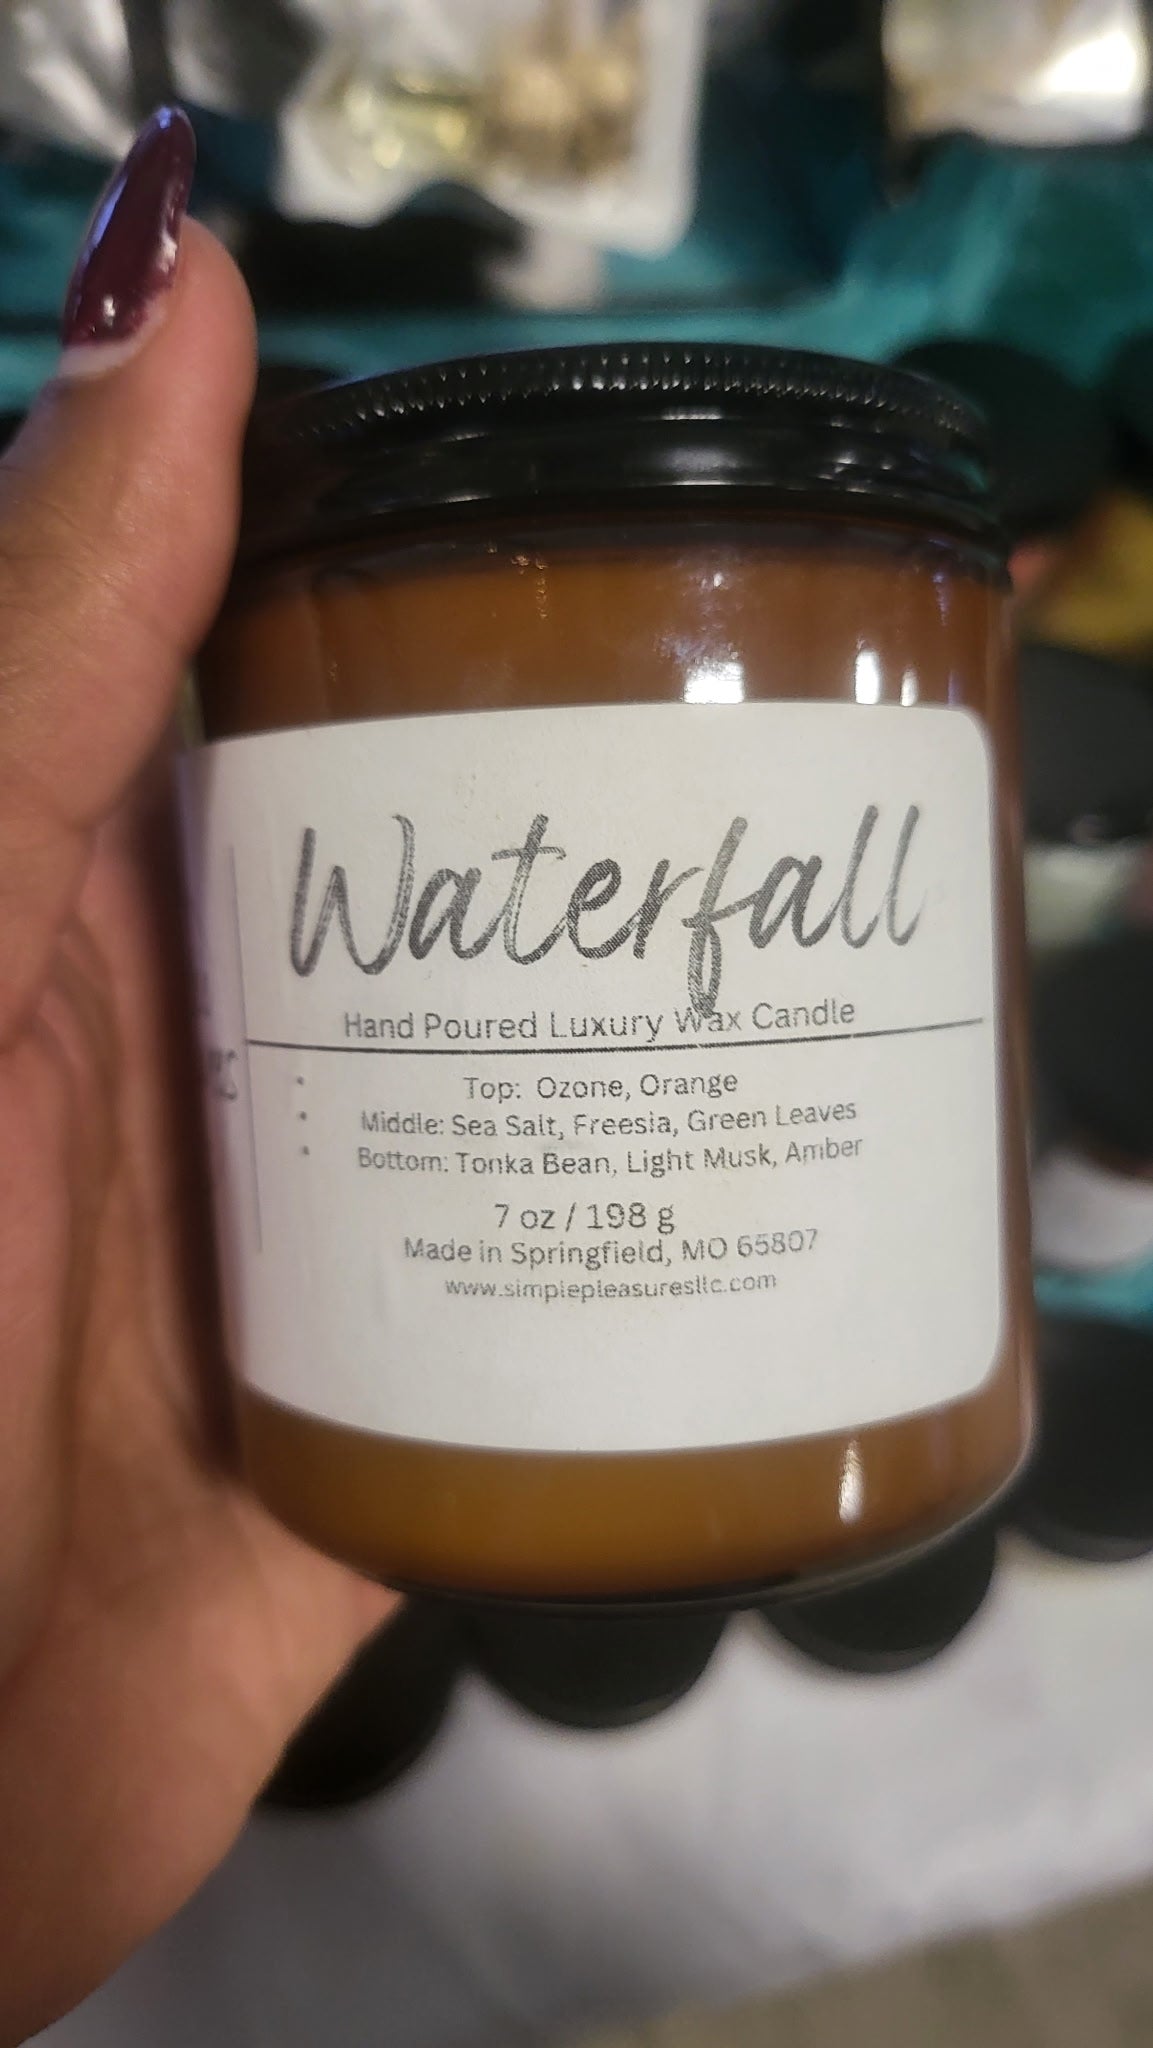 Waterfall
Hand Poured Luxury Wax Candle
Top: Ozone, Orange
Middle: Sea Salt, Freesia, Green Leaves
Bottom: Tonka Bean, Light Musk, Amber
7 oz / 198 g
Made in Springfield, MO 65807
www.simplepleasuresllc.com